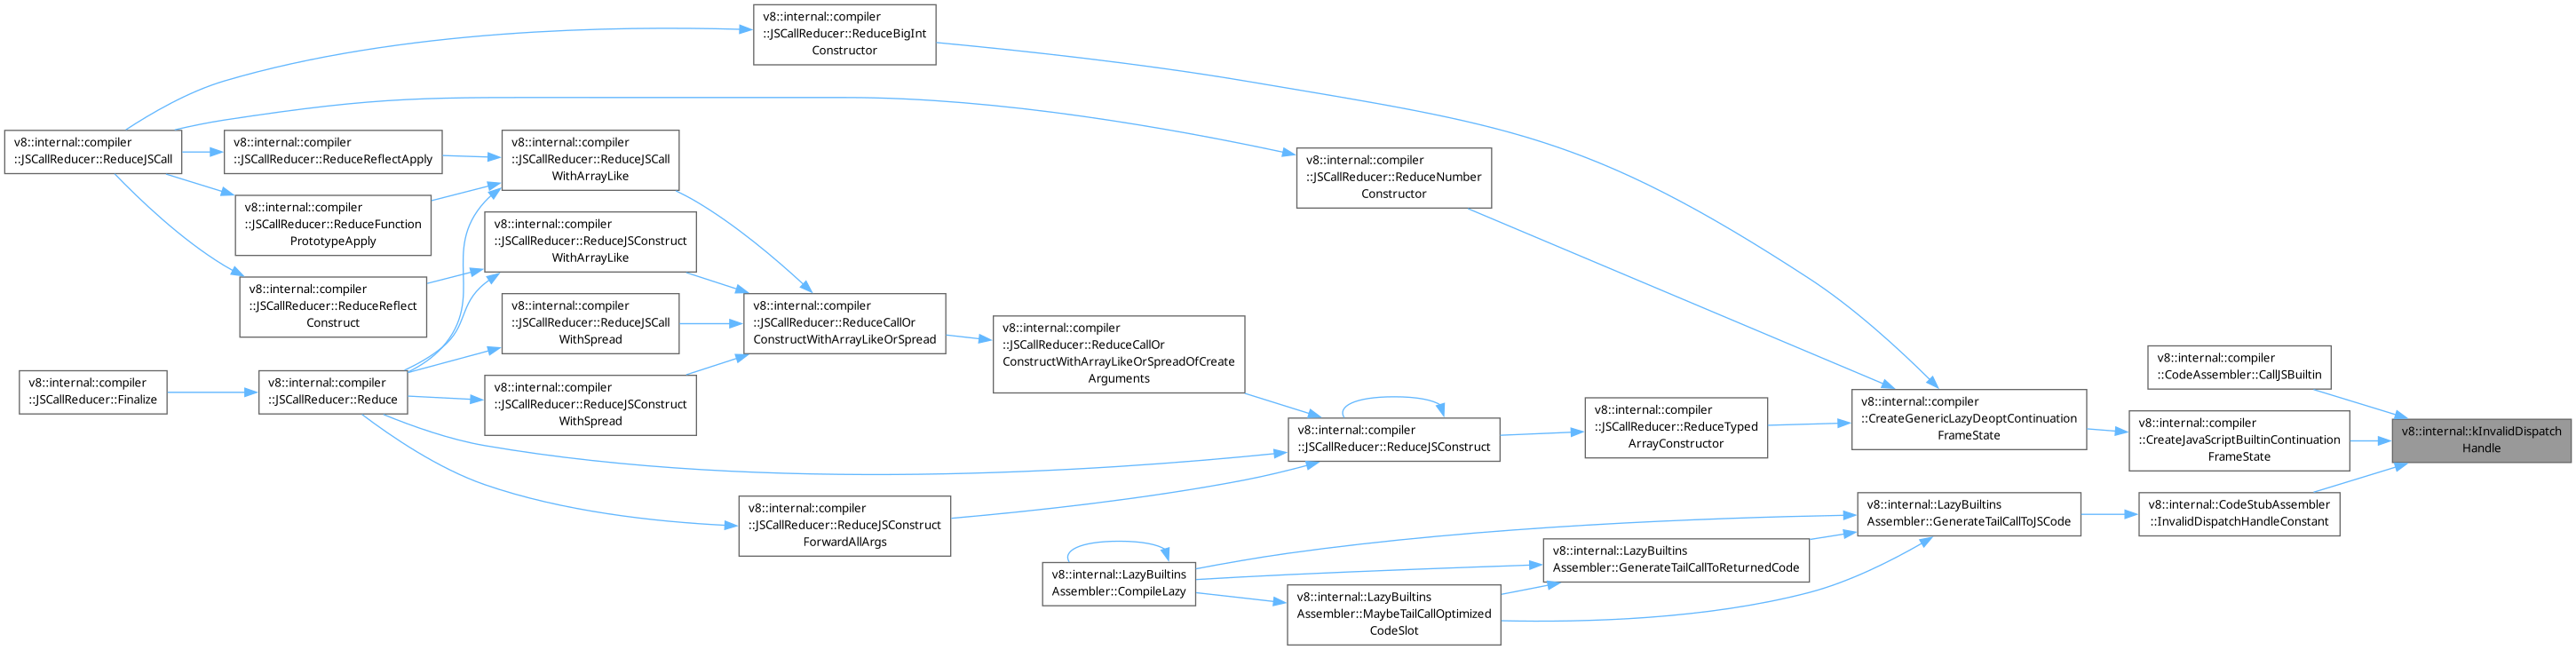 v8::internal::compiler
::JSCallReducer::ReduceBigInt
Constructor
v8::internal::compiler
::JSCallReducer::ReduceJSCall
v8::internal::compiler
::JSCallReducer::ReduceReflectApply
v8::internal::compiler
::JSCallReducer::ReduceJSCall
WithArrayLike
v8::internal::compiler
::JSCallReducer::ReduceNumber
Constructor
v8::internal::compiler
::JSCallReducer::ReduceFunction
PrototypeApply
v8::internal::compiler
::JSCallReducer::ReduceJSConstruct
WithArrayLike
v8::internal::compiler
::JSCallReducer::ReduceReflect
Construct
v8::internal::compiler
::JSCallReducer::ReduceJSCall
WithSpread
v8::internal::compiler
::JSCallReducer::ReduceCallOr
ConstructWithArrayLikeOrSpread
v8::internal::compiler
::JSCallReducer::ReduceCallOr
ConstructWithArrayLikeOrSpreadOfCreate
Arguments
v8::internal::compiler
::CodeAssembler::CallJSBuiltin
v8::internal::compiler
::JSCallReducer::Finalize
v8::internal::compiler
::JSCallReducer::Reduce
v8::internal::compiler
::JSCallReducer::ReduceJSConstruct
WithSpread
v8::internal::compiler
::JSCallReducer::ReduceJSConstruct
v8::internal::compiler
::JSCallReducer::ReduceTyped
ArrayConstructor
v8::internal::compiler
::CreateGenericLazyDeoptContinuation
FrameState
v8::internal::compiler
::CreateJavaScriptBuiltinContinuation
FrameState
v8::internal::kInvalidDispatch
Handle
v8::internal::compiler
::JSCallReducer::ReduceJSConstruct
ForwardAllArgs
v8::internal::LazyBuiltins
Assembler::GenerateTailCallToJSCode
v8::internal::CodeStubAssembler
::InvalidDispatchHandleConstant
v8::internal::LazyBuiltins
Assembler::CompileLazy
v8::internal::LazyBuiltins
Assembler::GenerateTailCallToReturnedCode
v8::internal::LazyBuiltins
Assembler::MaybeTailCallOptimized
CodeSlot